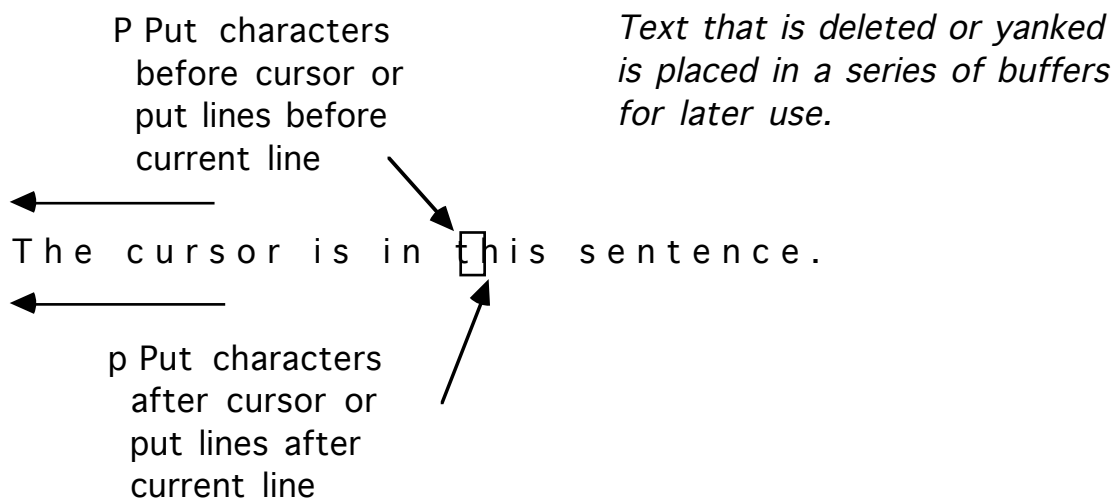 P Put characters
before cursor or
put lines before
current line
Text that is deleted or yanked
is placed in a series of buffers
for later use.
The cursor is in this sentence.
p Put characters
after cursor or
put lines after
current line